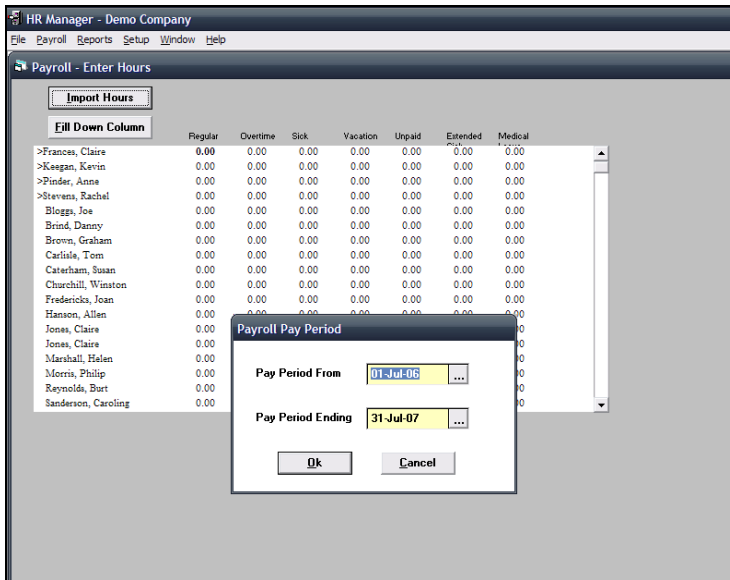 HR Manager - Demo Company
File Payroll Reports Setup Window Help
Payroll - Enter Hours
Import Hours
Fill Down Column
Regular Overtime Sick Vacation Unpaid Extended Medical
>Frances, Claire 0.00 0.00 0.00 0.00 0.00 0.00 0.00
>Keegan, Kevin 0.00 0.00 0.00 0.00 0.00 0.00 0.00
>Pinder, Anne 0.00 0.00 0.00 0.00 0.00 0.00 0.00
>Stevens, Rachel 0.00 0.00 0.00 0.00 0.00 0.00 0.00
Bloggs, Joe 0.00 0.00 0.00 0.00 0.00 0.00 0.00
Brind, Danny 0.00 0.00 0.00 0.00 0.00 0.00 0.00
Brown, Graham 0.00 0.00 0.00 0.00 0.00 0.00 0.00
Carlisle, Tom 0.00 0.00 0.00 0.00 0.00 0.00 0.00
Caterham, Susan 0.00 0.00 0.00 0.00 0.00 0.00 0.00
Churchill, Winston 0.00 0.00 0.00 0.00 0.00 0.00 0.00
Fredericks, Joan 0.00 0.00 0.00 0.00 0.00 0.00 0.00
Hanson, Allen 0.00 0.00 0.00 0.00 0.00 0.00 0.00
Jones, Claire 0.00
Jones, Claire 0.00
Marshall, Helen 0.00
Morris, Philip 0.00
Reynolds, Burt 0.00
Sanderson, Caroling 0.00
Payroll Pay Period
Pay Period From 01-Jul-06 ...
Pay Period Ending 31-Jul-07 ...
Ok Cancel